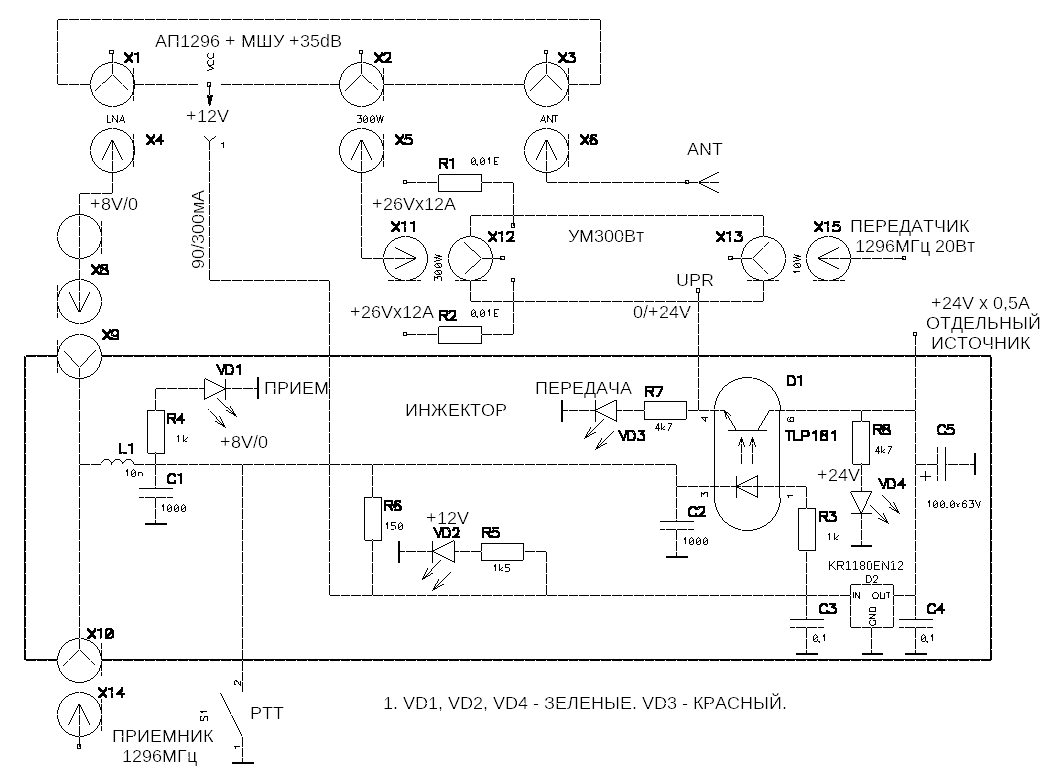 АП1296 + МШУ +35dB
X1
VCC
X2
X3
LNA
+12V
300W
ANT
X4
1
X5
X6
ANT
R1
0,01E
+8V/0
90/300мА
+26Vx12A
X11
X12
УМ300Вт
X13
X15
ПЕРЕДАТЧИК
1296МГц 20Вт
300W
10W
X8
UPR
+26Vx12A
R2
0,01E
0/+24V
+24V x 0,5A
ОТДЕЛЬНЫЙ
ИСТОЧНИК
X9
VD1
ПРИЕМ
ПЕРЕДАЧА
R7
D1
ИНЖЕКТОР
R4
1k
+8V/0
VD3
4k7
4
6
TLP181
R8
4k7
C5
L1
10n
C1
1000
+24V
VD4
+
100.0x63V
3
1
R6
150
+12V
VD2
R5
1k5
C2
1000
R3
1k
KR1180EN12
D2
IN
OUT
GND
C3
0.1
C4
0.1
X10
X14
2
S1
PTT
1
ПРИЕМНИК
1296МГц
1. VD1, VD2, VD4 - ЗЕЛЕНЫЕ. VD3 - КРАСНЫЙ.